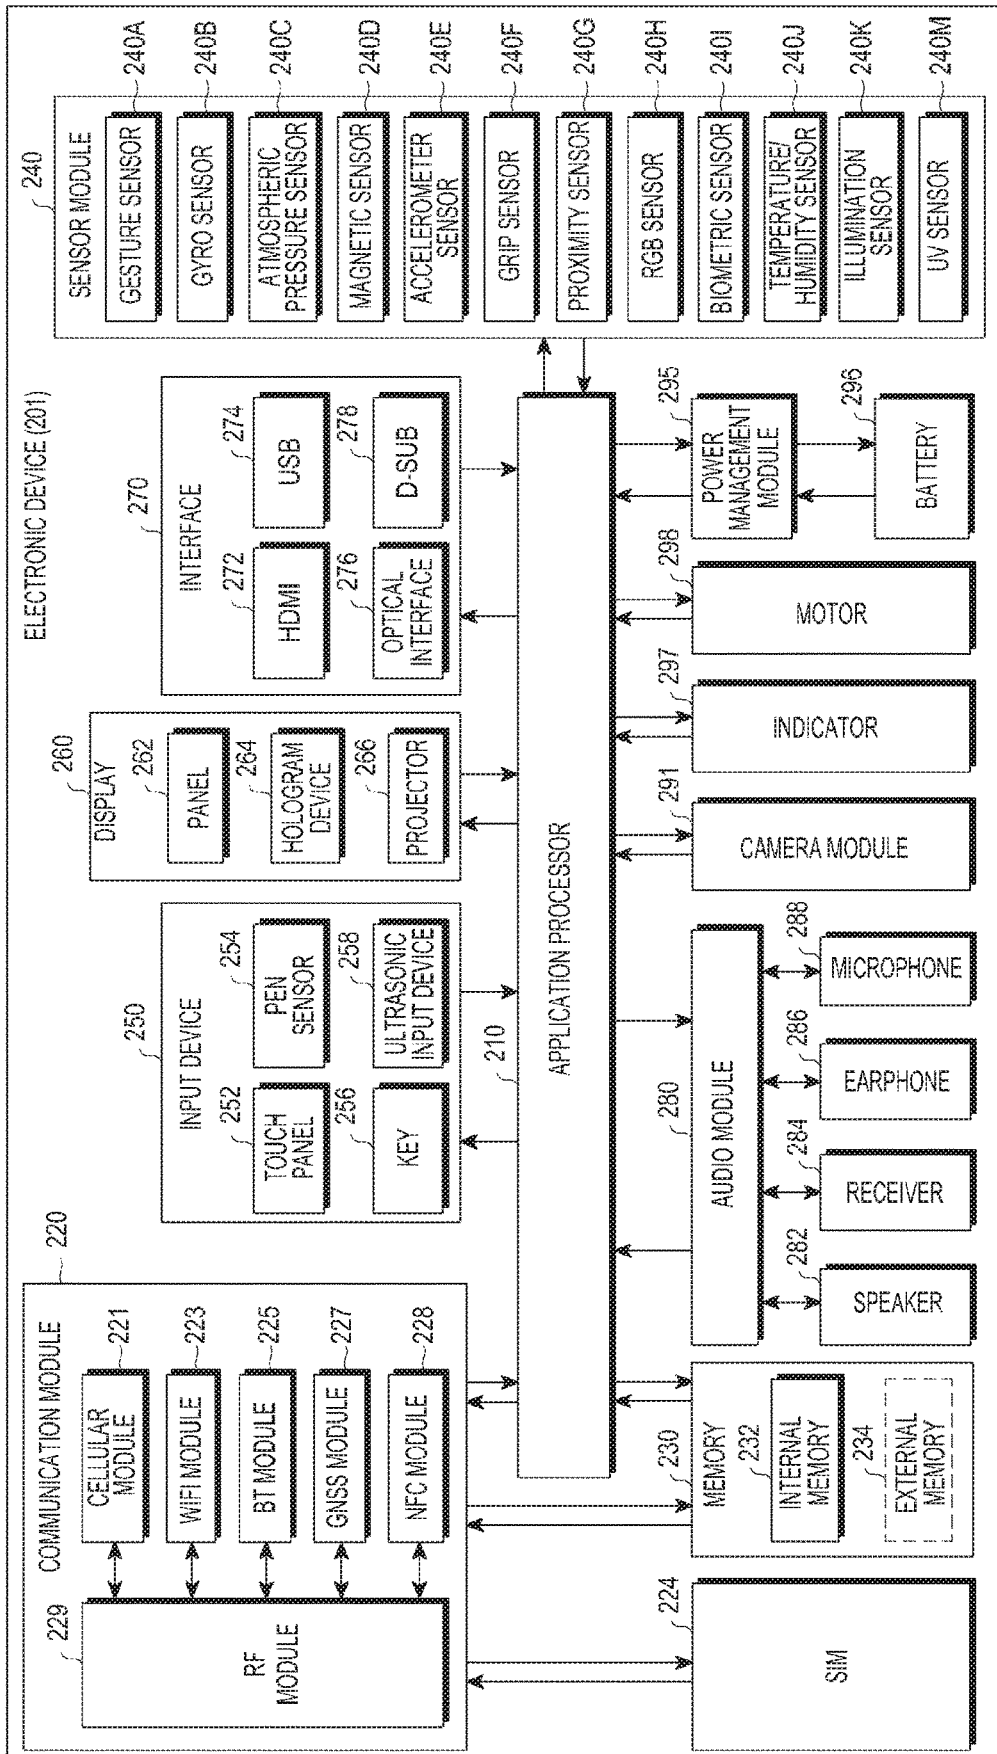 ELECTRONIC DEVICE (201)
220
COMMUNICATION MODULE
229
RF
MODULE
221
CELLULAR
MODULE
223
WIFI MODULE
225
BT MODULE
227
GNSS MODULE
228
NFC MODULE
250
INPUT DEVICE
252
TOUCH
PANEL
254
PEN
SENSOR
256
KEY
258
ULTRASONIC
INPUT DEVICE
260
DISPLAY
262
PANEL
264
HOLOGRAM
DEVICE
266
PROJECTOR
270
INTERFACE
272
HDMI
274
USB
276
OPTICAL
INTERFACE
278
D-SUB
240
SENSOR MODULE
GESTURE SENSOR
240A
GYRO SENSOR
240B
ATMOSPHERIC
PRESSURE SENSOR
240C
MAGNETIC SENSOR
240D
ACCELEROMETER
SENSOR
240E
GRIP SENSOR
240F
PROXIMITY SENSOR
240G
RGB SENSOR
240H
BIOMETRIC SENSOR
240I
TEMPERATURE/
HUMIDITY SENSOR
240J
ILLUMINATION
SENSOR
240K
UV SENSOR
240M
210
APPLICATION PROCESSOR
224
SIM
230
MEMORY
232
INTERNAL
MEMORY
234
EXTERNAL
MEMORY
280
AUDIO MODULE
282
SPEAKER
284
RECEIVER
286
EARPHONE
288
MICROPHONE
291
CAMERA MODULE
297
INDICATOR
298
MOTOR
295
POWER
MANAGEMENT
MODULE
296
BATTERY